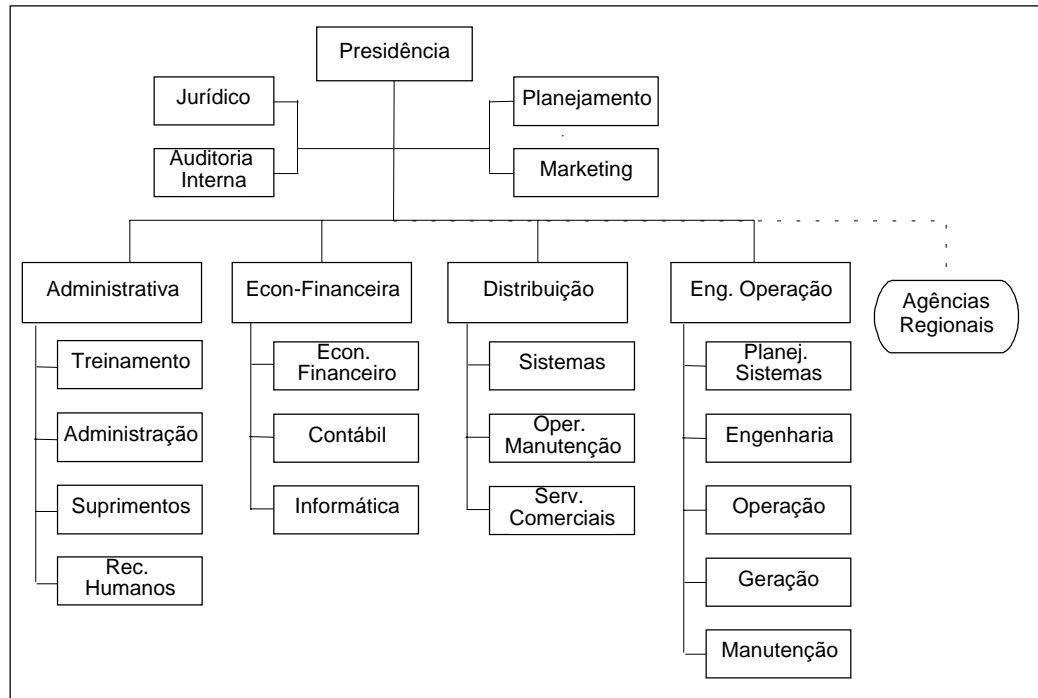 Presidência
Jurídico
Planejamento
Auditoria
Interna
Marketing
Administrativa
Econ-Financeira
Distribuição
Eng. Operação
Agências
Regionais
Treinamento
Administração
Suprimentos
Rec.
Humanos
Econ.
Financeiro
Contábil
Informática
Sistemas
Oper.
Manutenção
Serv.
Comerciais
Planej.
Sistemas
Engenharia
Operação
Geração
Manutenção